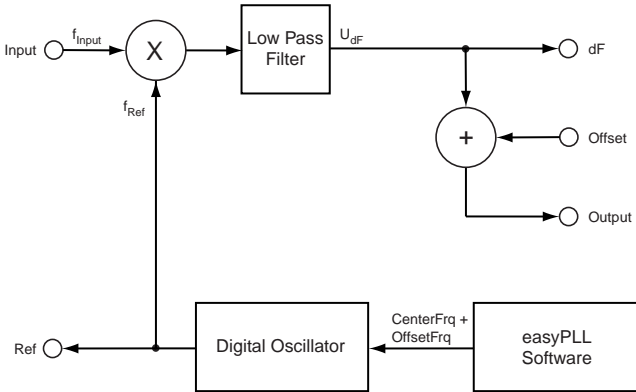 Input
f_Input
X
Low Pass
Filter
U_dF
dF
f_Ref
+
Offset
Output
Ref
Digital Oscillator
CenterFrq +
OffsetFrq
easyPLL
Software